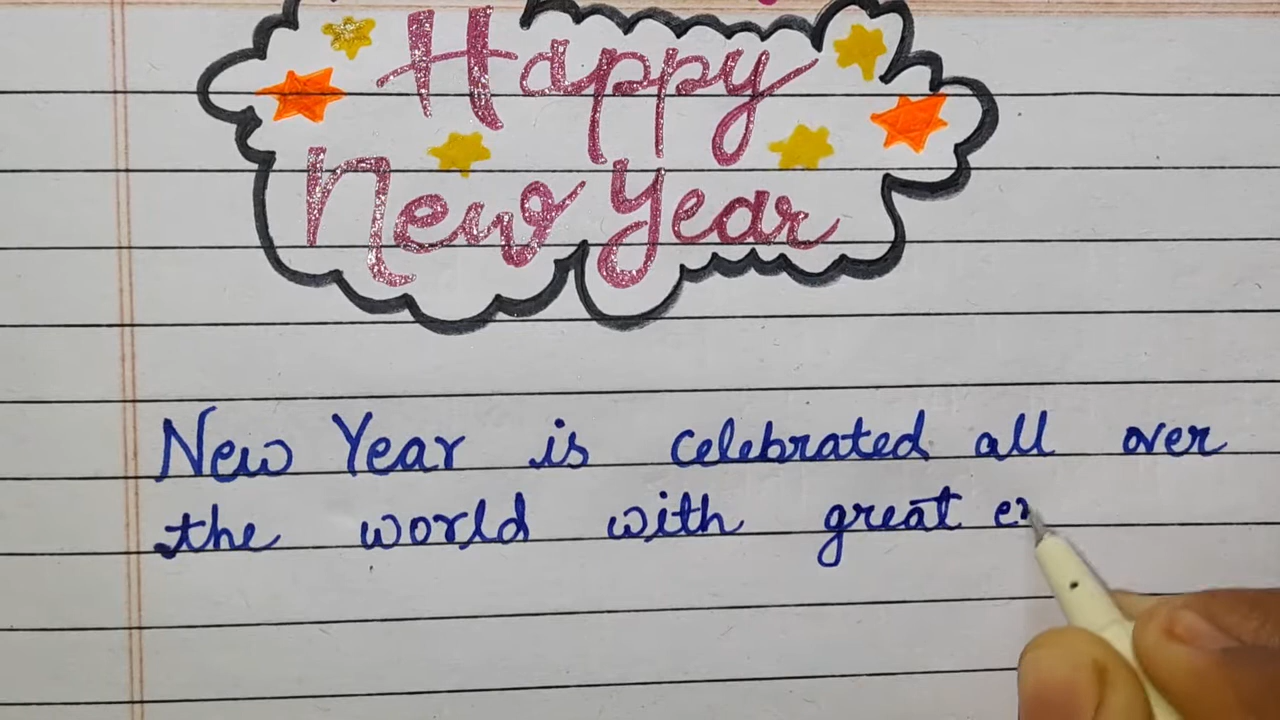 Happy
New Year
New Year is celebrated all over
the world with great